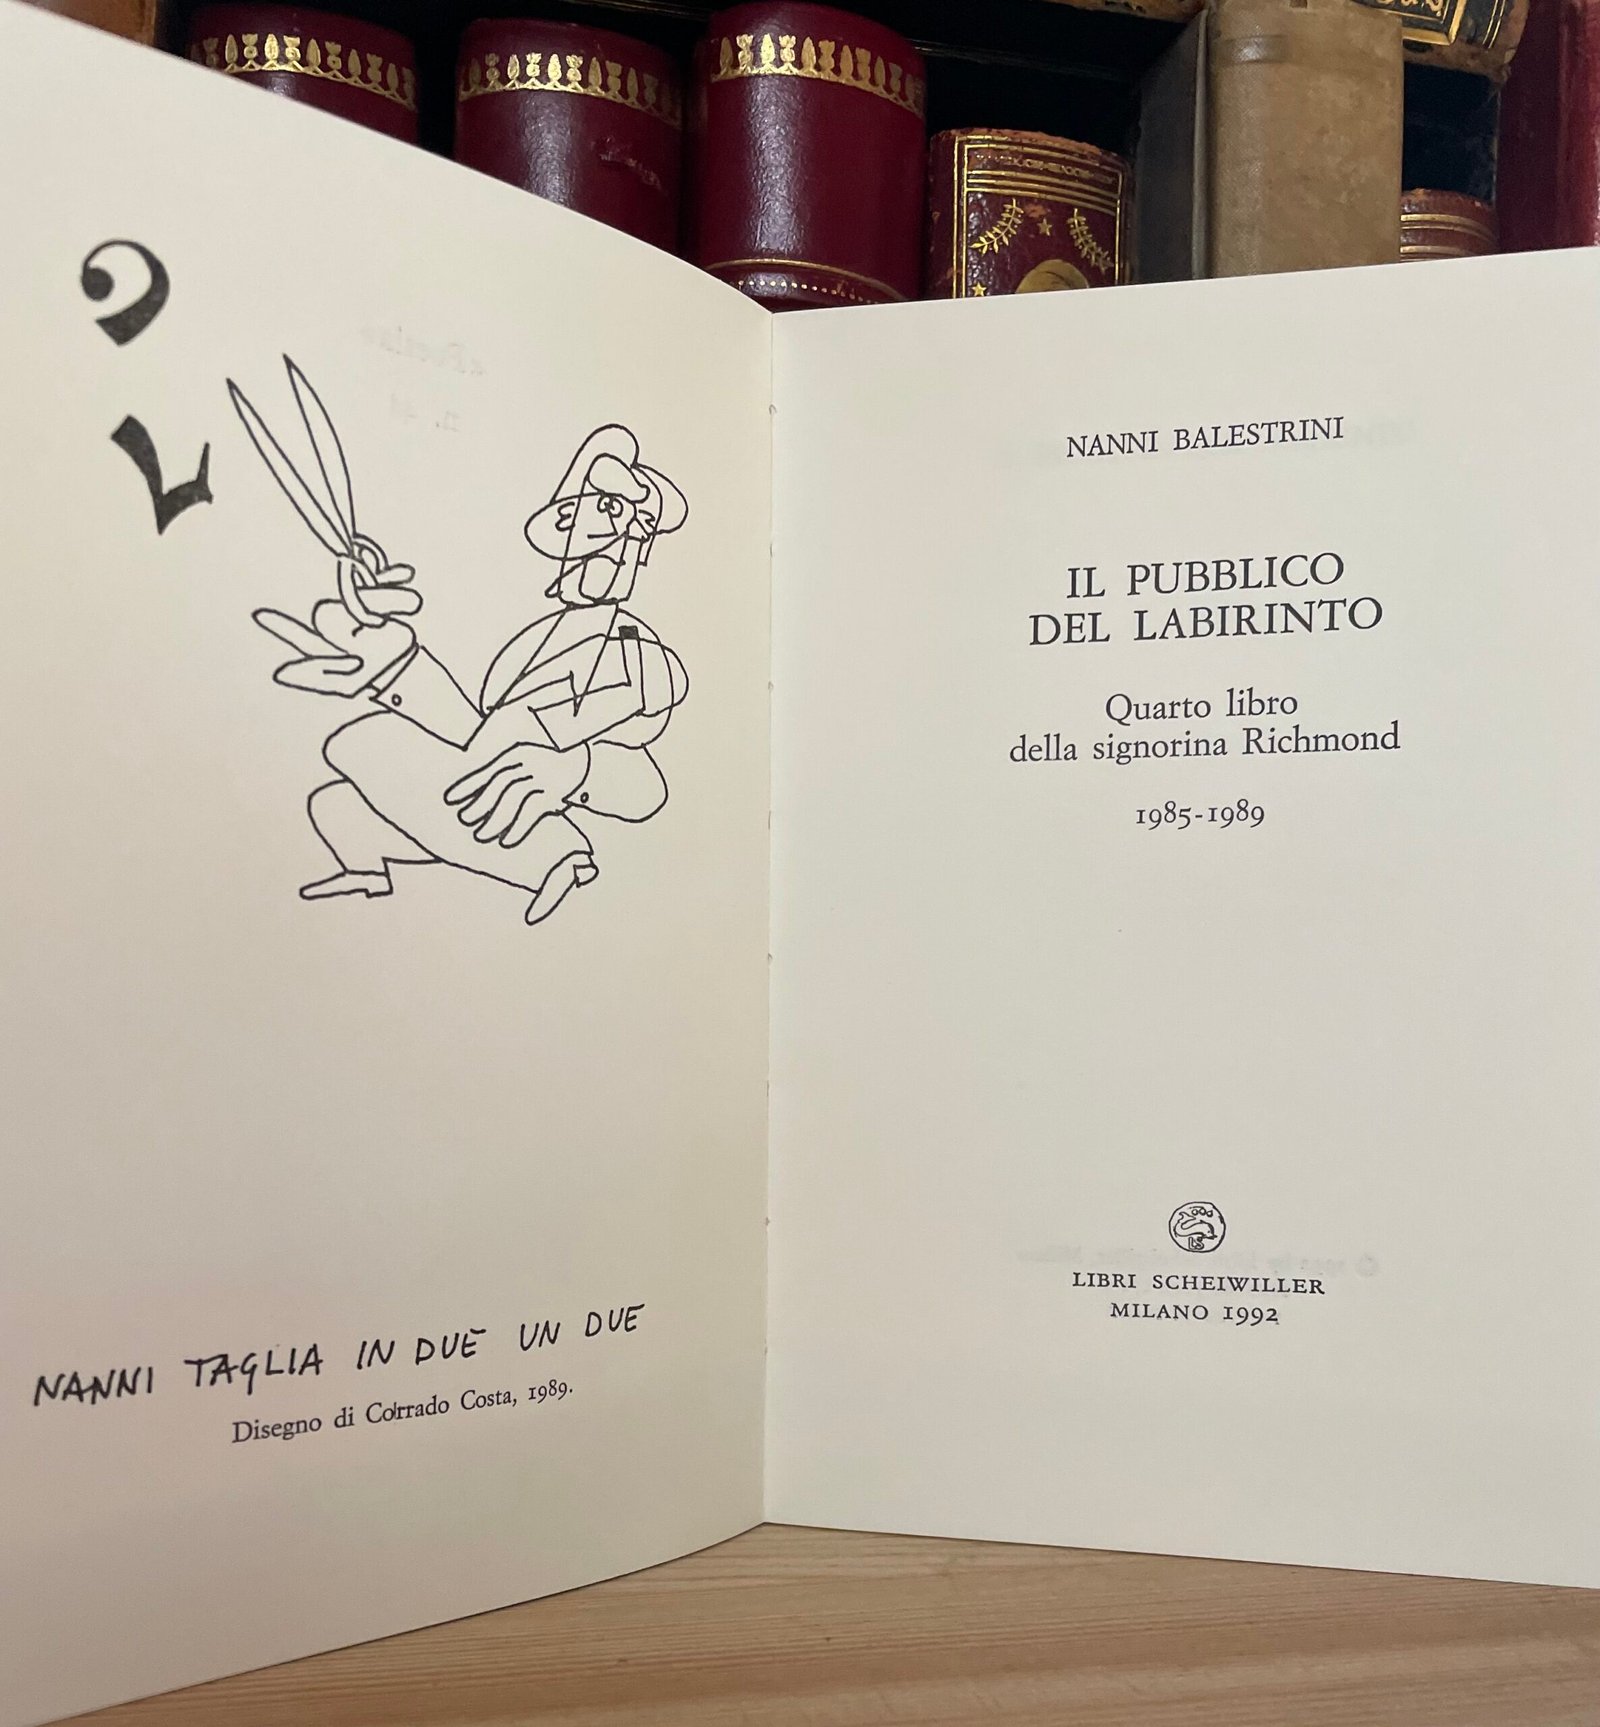 NANNI TAGLIA IN DUE UN DUE
Disegno di Corrado Costa, 1989.
NANNI BALESTRINI
IL PUBBLICO
DEL LABIRINTO
Quarto libro
della signorina Richmond
1985-1989
LIBRI SCHEIWILLER
MILANO 1992